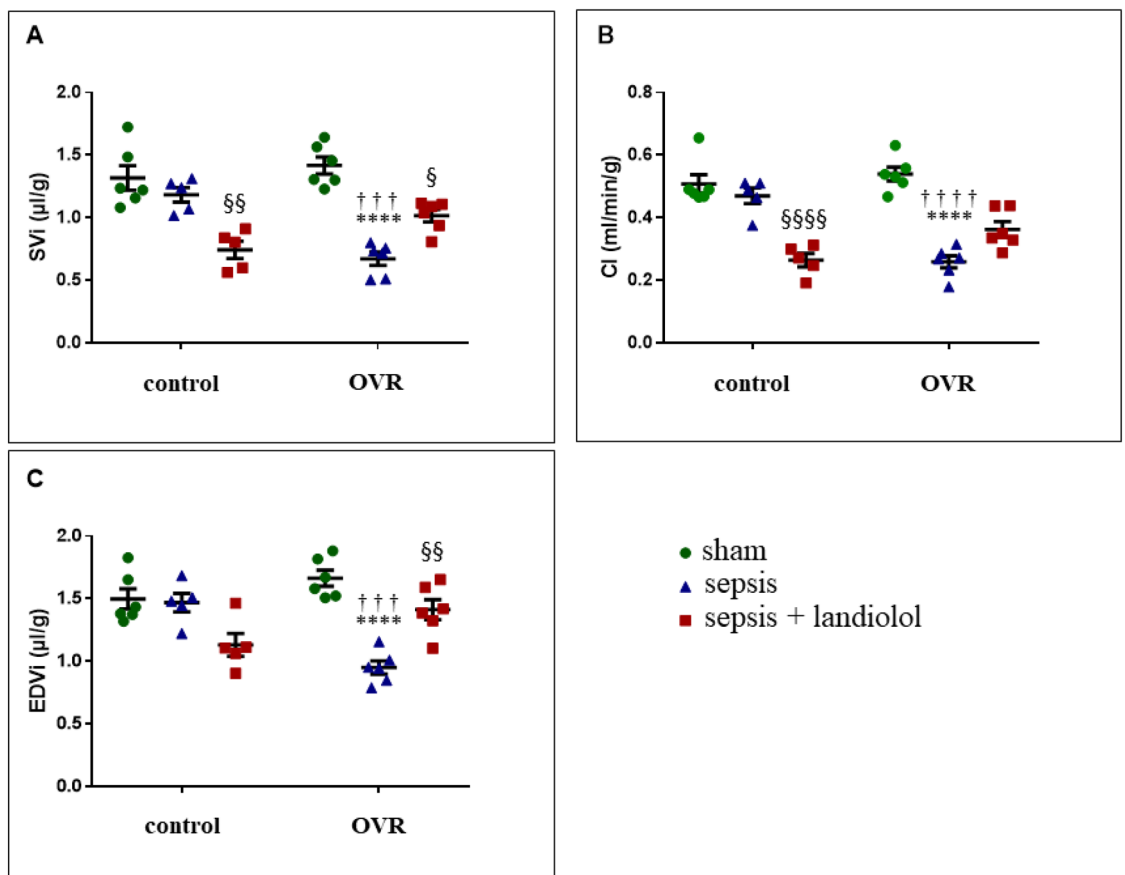 A
SVi (µl/g)
2.0
1.5
1.0
0.5
0.0
§§
†††
****
§
control
OVR
B
CI (ml/min/g)
0.8
0.6
0.4
0.2
0.0
§§§§
††††
****
control
OVR
C
EDVi (µl/g)
2.0
1.5
1.0
0.5
0.0
†††
****
§§
control
OVR
sham
sepsis
sepsis + landiolol